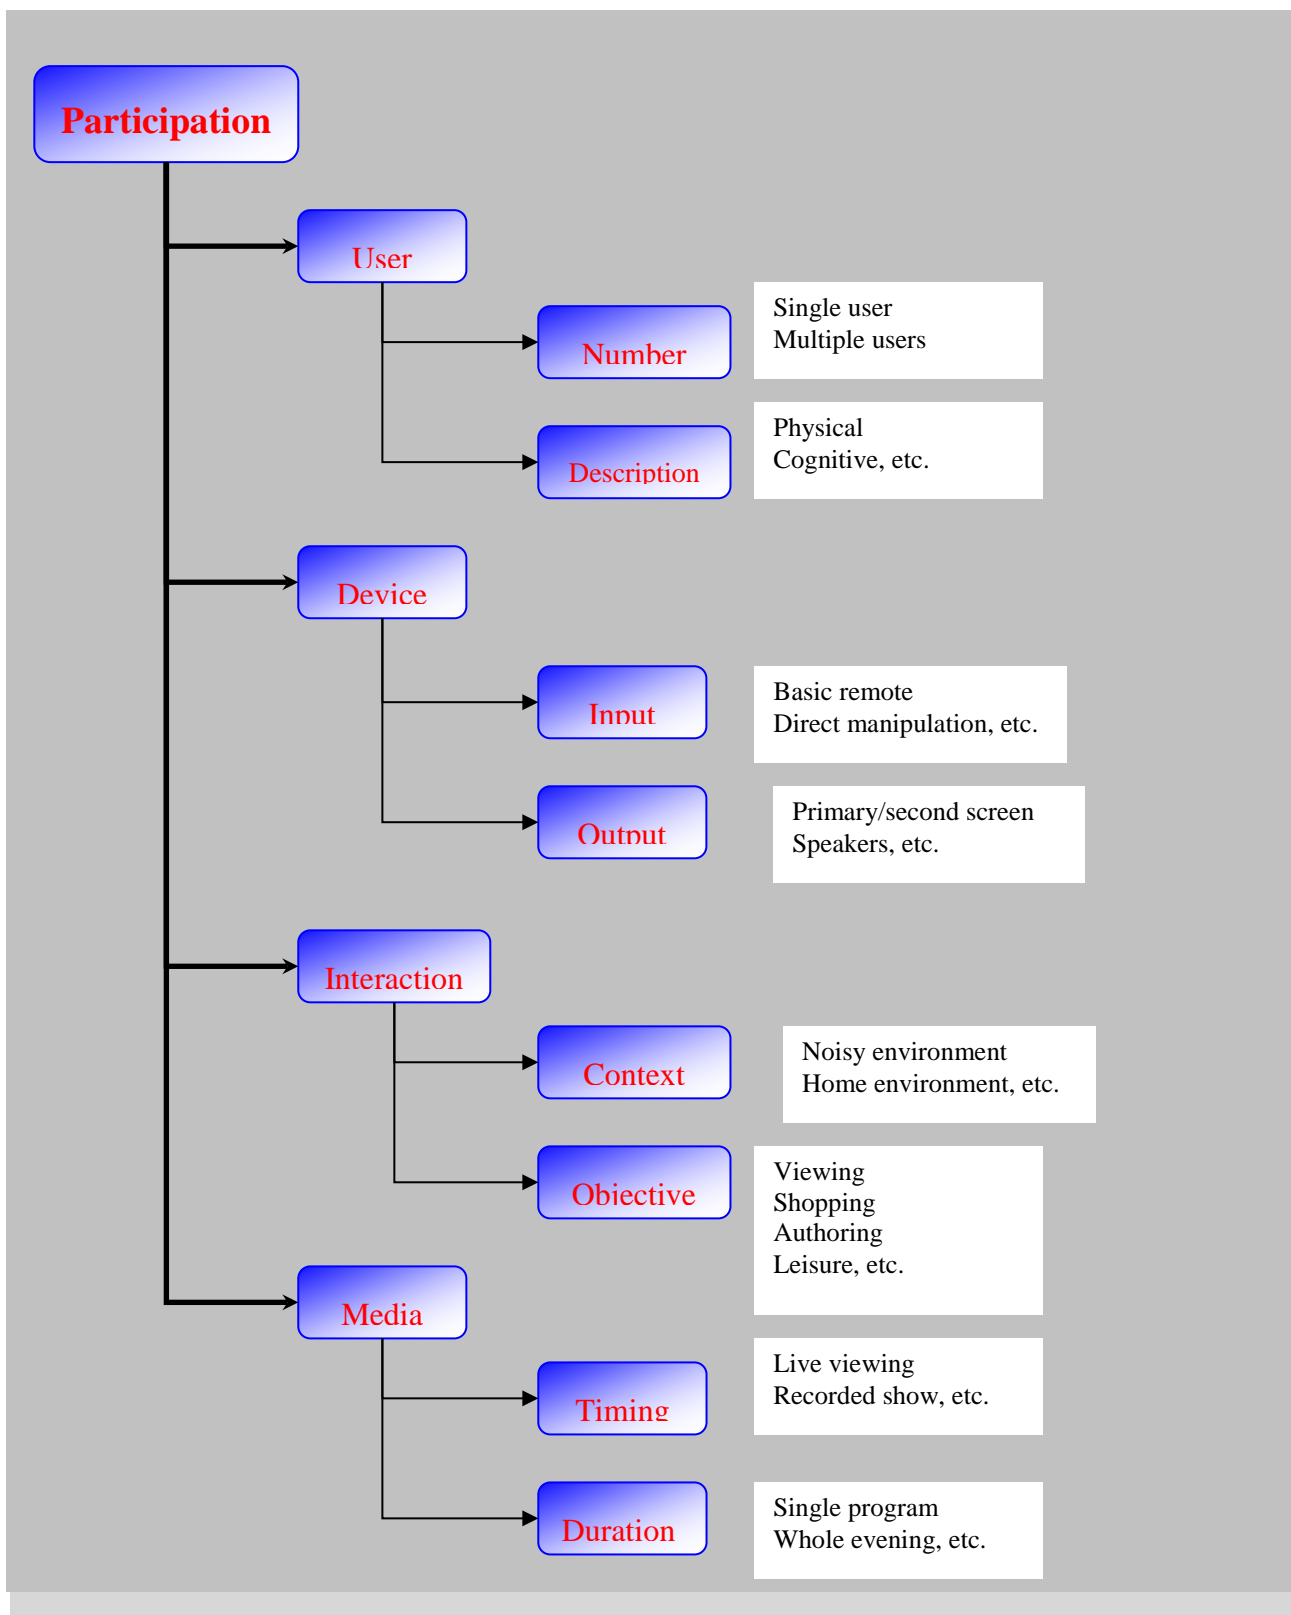 Participation
User
Number
Single user
Multiple users
Description
Physical
Cognitive, etc.
Device
Input
Basic remote
Direct manipulation, etc.
Output
Primary/second screen
Speakers, etc.
Interaction
Context
Noisy environment
Home environment, etc.
Objective
Viewing
Shopping
Authoring
Leisure, etc.
Media
Timing
Live viewing
Recorded show, etc.
Duration
Single program
Whole evening, etc.